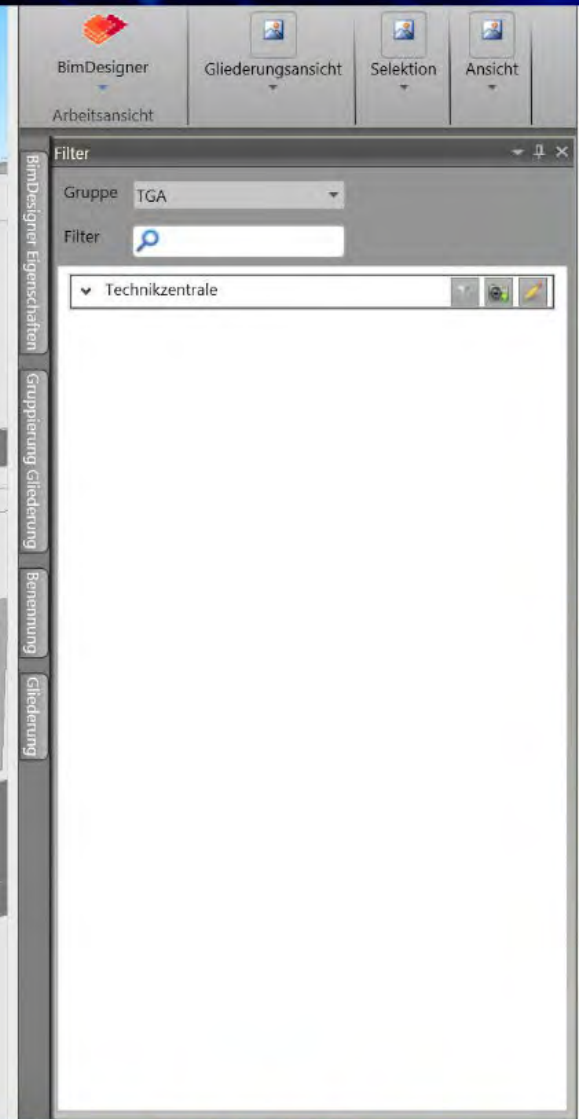 BimDesigner
Gliederungsansicht
Selektion
Ansicht
Arbeitsansicht
Filter
Gruppe TGA
Filter
Technikzentrale
BimDesigner Eigenschaften
Gruppierung Gliederung
Benennung
Gliederung